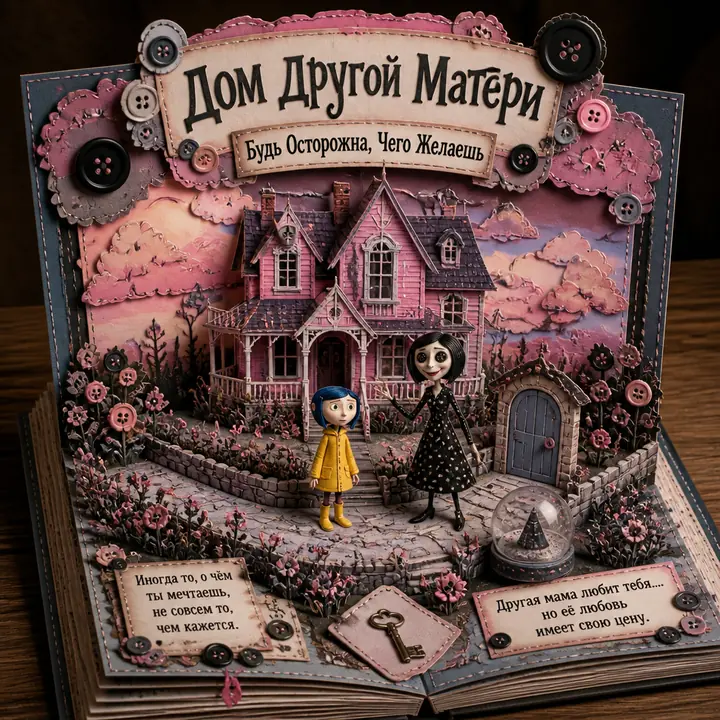 Дом Другой Матери
Будь Осторожна, Чего Желаешь
Иногда то, о чём
ты мечтаешь,
не совсем то,
чем кажется.
Другая мама любит тебя....
но её любовь
имеет свою цену.